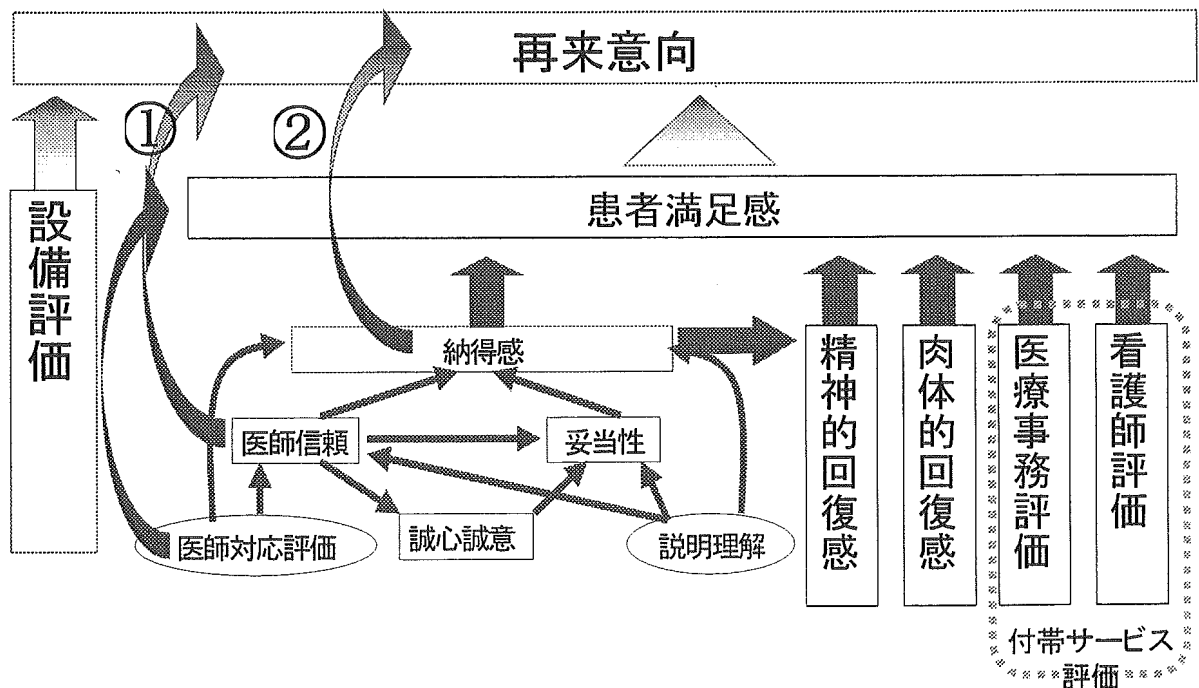 再来意向
①
②
患者満足感
設備評価
納得感
医師信頼
妥当性
医師対応評価
誠心誠意
説明理解
精神的回復感
肉体的回復感
医療事務評価
看護師評価
付帯サービス
評価